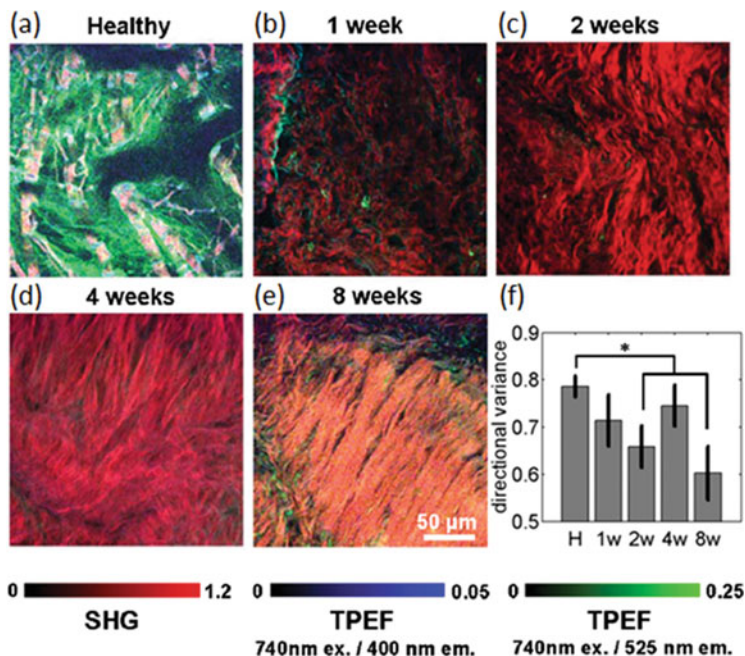 (a) Healthy
(b) 1 week
(c) 2 weeks
(d) 4 weeks
(e) 8 weeks
50 µm
(f)
*
directional variance
0.9
0.8
0.7
0.6
0.5
H 1w 2w 4w 8w
0 1.2
SHG
0 0.05
TPEF
740nm ex. / 400 nm em.
0 0.25
TPEF
740nm ex. / 525 nm em.